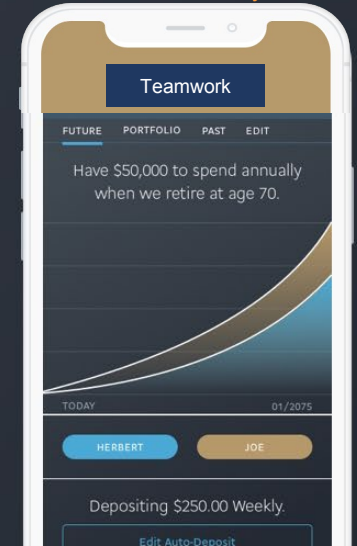 Teamwork
FUTURE PORTFOLIO PAST EDIT
Have $50,000 to spend annually
when we retire at age 70.
TODAY 01/2075
HERBERT JOE
Depositing $250.00 Weekly.
Edit Auto-Deposit